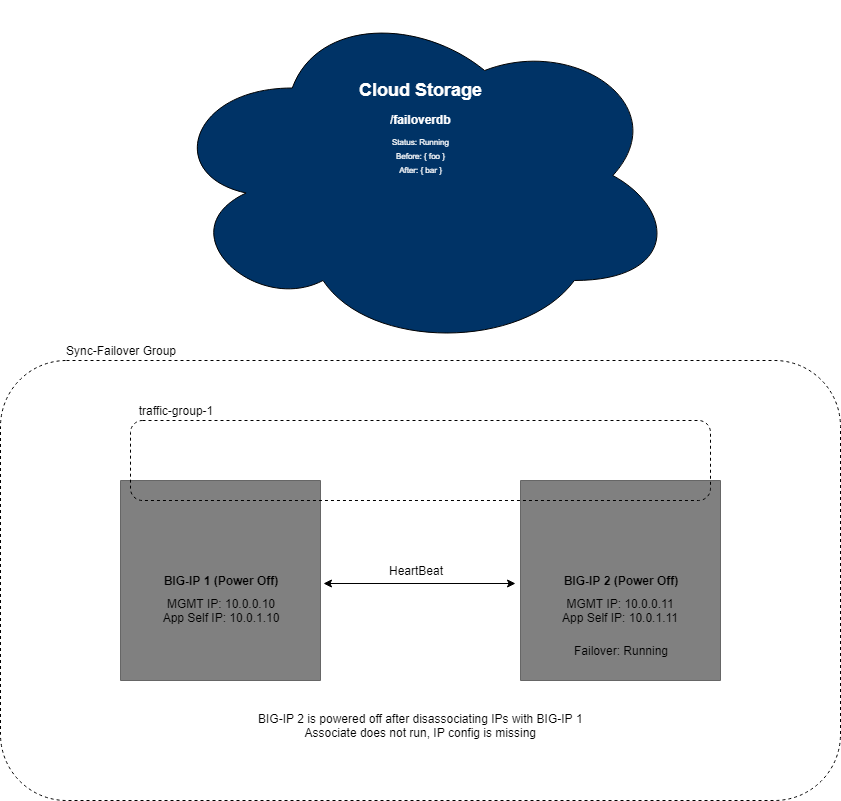 Cloud Storage
/failoverdb
Status: Running
Before: { foo }
After: { bar }
Sync-Failover Group
traffic-group-1
BIG-IP 1 (Power Off)
MGMT IP: 10.0.0.10
App Self IP: 10.0.1.10
HeartBeat
BIG-IP 2 (Power Off)
MGMT IP: 10.0.0.11
App Self IP: 10.0.1.11
Failover: Running
BIG-IP 2 is powered off after disassociating IPs with BIG-IP 1
Associate does not run, IP config is missing